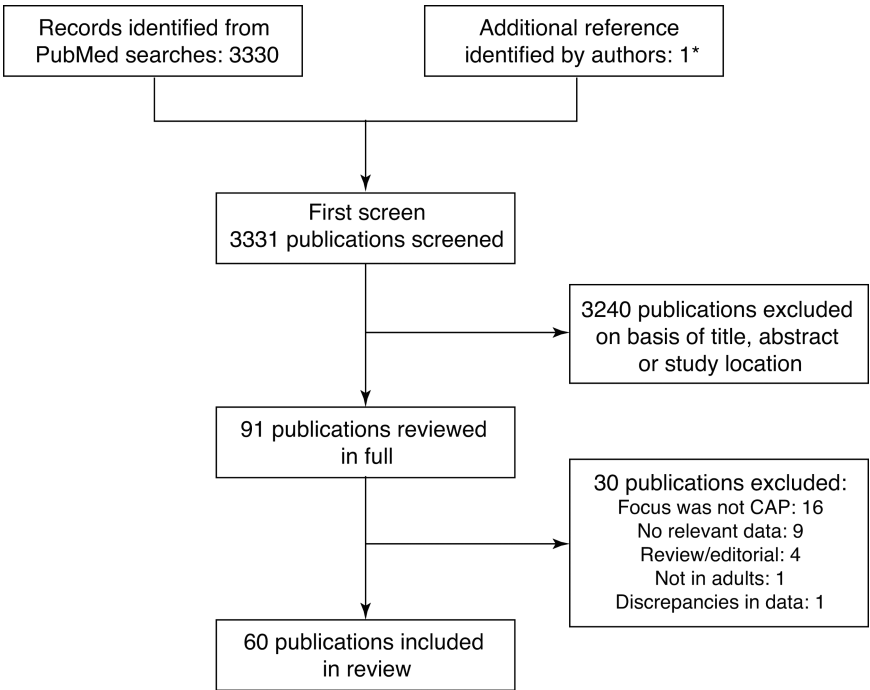 Records identified from
PubMed searches: 3330
Additional reference
identified by authors: 1*
First screen
3331 publications screened
3240 publications excluded
on basis of title, abstract
or study location
91 publications reviewed
in full
30 publications excluded:
Focus was not CAP: 16
No relevant data: 9
Review/editorial: 4
Not in adults: 1
Discrepancies in data: 1
60 publications included
in review